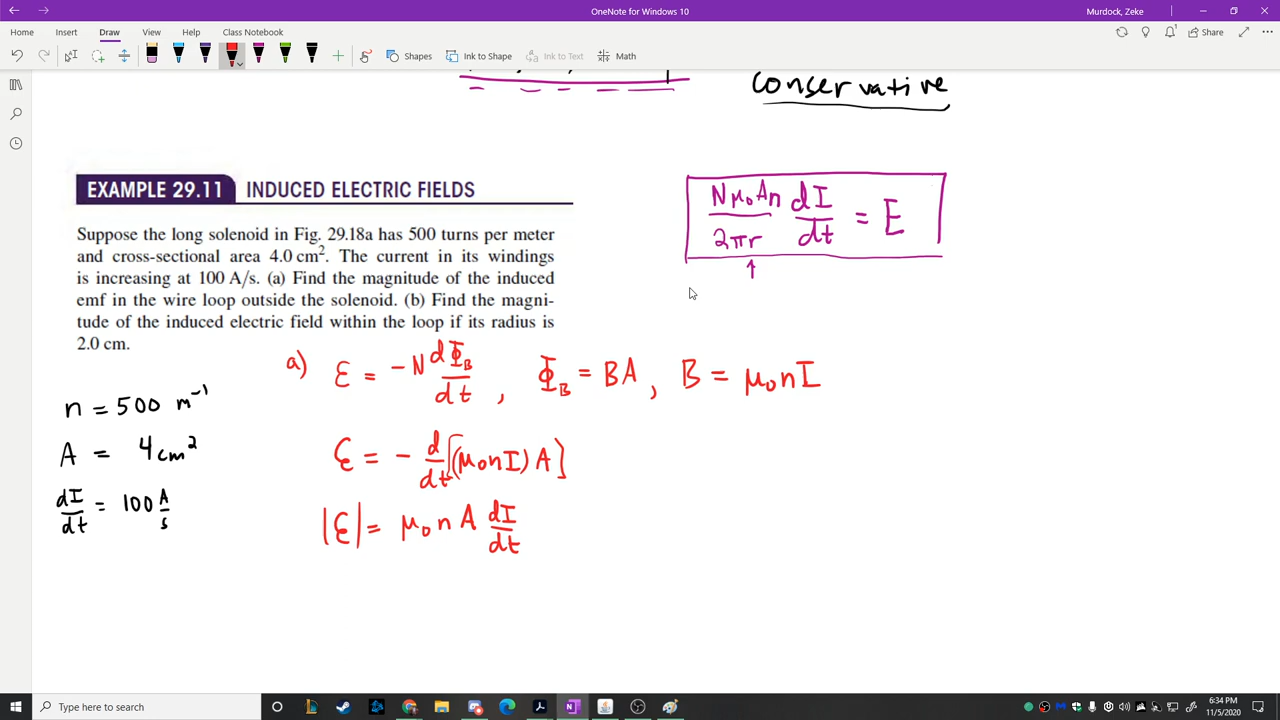 OneNote for Windows 10
Murdock, Zeke
Home Insert Draw View Help Class Notebook
Share
Shapes Ink to Shape Ink to Text Math
conservative
EXAMPLE 29.11 INDUCED ELECTRIC FIELDS
Suppose the long solenoid in Fig. 29.18a has 500 turns per meter
and cross-sectional area 4.0 cm². The current in its windings
is increasing at 100 A/s. (a) Find the magnitude of the induced
emf in the wire loop outside the solenoid. (b) Find the magni-
tude of the induced electric field within the loop if its radius is
2.0 cm.
Nμ₀An/2πr dI/dt = E
a) ε = -N dΦ_B/dt , Φ_B = BA , B = μ₀nI
n = 500 m⁻¹
A = 4cm²
dI/dt = 100 A/s
ε = - d/dt [(μ₀nI)A]
|ε| = μ₀nA dI/dt
Type here to search
6:34 PM
11/5/2020